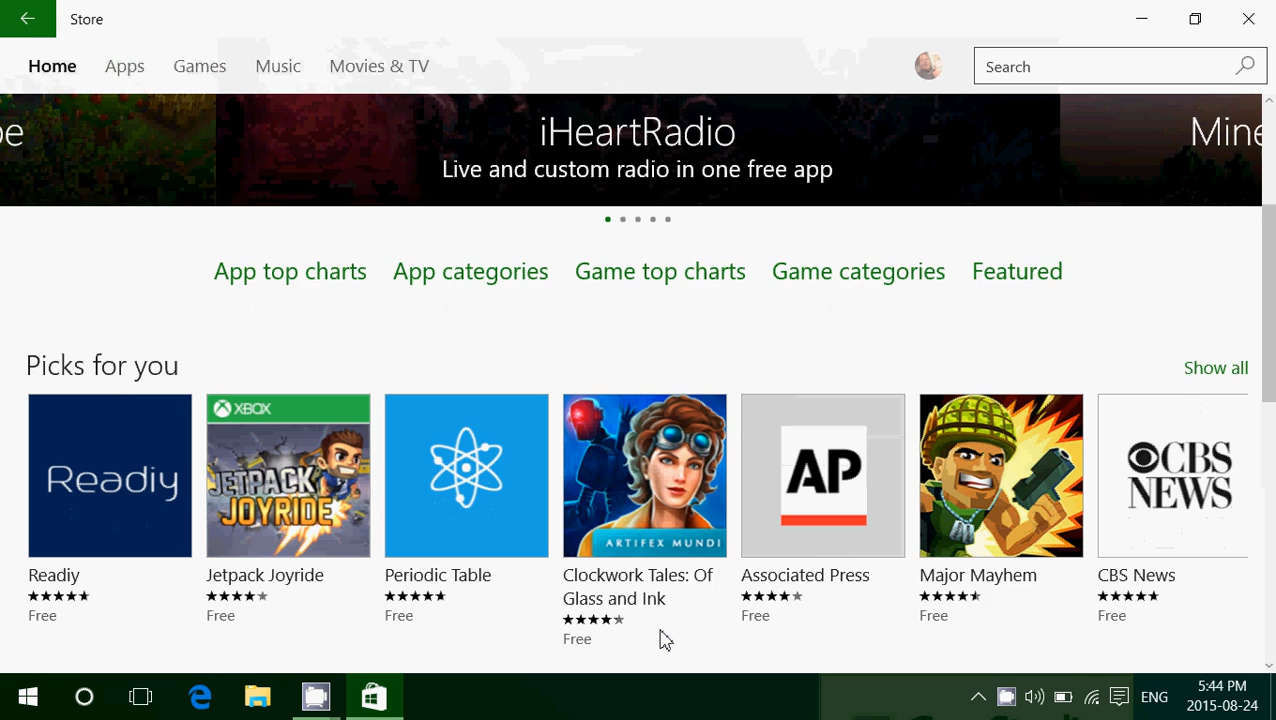 Store
Home Apps Games Music Movies & TV
Search
iHeartRadio
Live and custom radio in one free app
App top charts App categories Game top charts Game categories Featured
Picks for you
Show all
Readiy
XBOX
JETPACK
JOYRIDE
ARTIFEX MUNDI
AP
CBS
NEWS
Readiy
Free
Jetpack Joyride
Free
Periodic Table
Free
Clockwork Tales: Of
Glass and Ink
Free
Associated Press
Free
Major Mayhem
Free
CBS News
Free
ENG
5:44 PM
2015-08-24